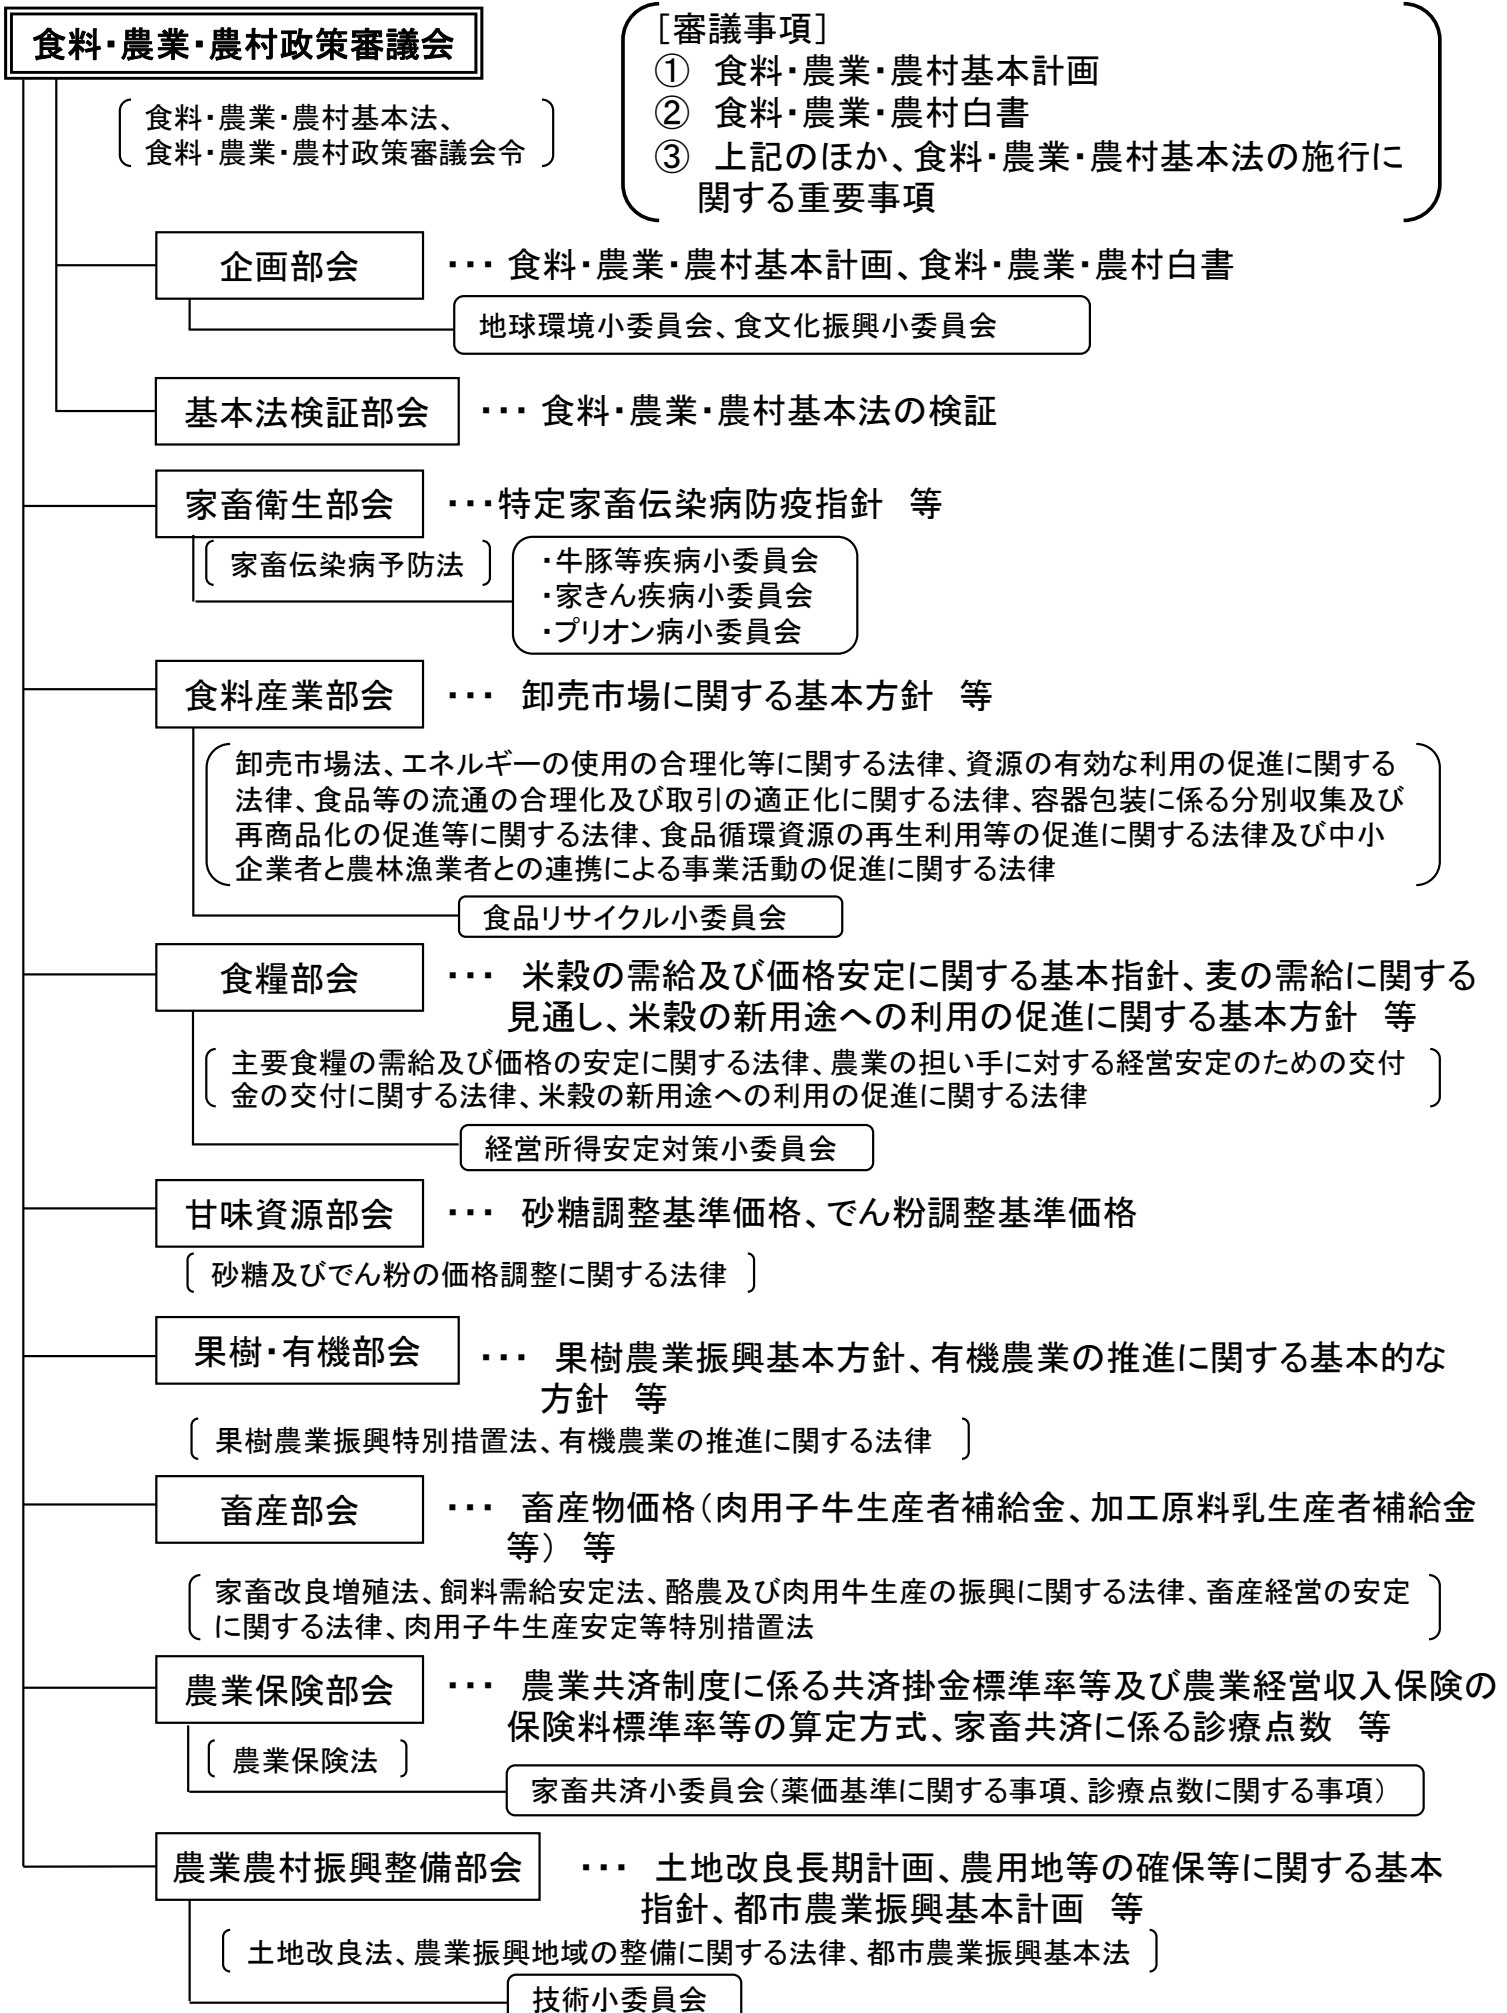 食料・農業・農村政策審議会
［審議事項］
① 食料・農業・農村基本計画
② 食料・農業・農村白書
③ 上記のほか、食料・農業・農村基本法の施行に
関する重要事項
食料・農業・農村基本法、
食料・農業・農村政策審議会令
企画部会 ・・・ 食料・農業・農村基本計画、食料・農業・農村白書
地球環境小委員会、食文化振興小委員会
基本法検証部会 ・・・ 食料・農業・農村基本法の検証
家畜衛生部会 ・・・特定家畜伝染病防疫指針 等
家畜伝染病予防法
・牛豚等疾病小委員会
・家きん疾病小委員会
・プリオン病小委員会
食料産業部会 ・・・ 卸売市場に関する基本方針 等
卸売市場法、エネルギーの使用の合理化等に関する法律、資源の有効な利用の促進に関する
法律、食品等の流通の合理化及び取引の適正化に関する法律、容器包装に係る分別収集及び
再商品化の促進等に関する法律、食品循環資源の再生利用等の促進に関する法律及び中小
企業者と農林漁業者との連携による事業活動の促進に関する法律
食品リサイクル小委員会
食糧部会 ・・・ 米穀の需給及び価格安定に関する基本指針、麦の需給に関する
見通し、米穀の新用途への利用の促進に関する基本方針 等
主要食糧の需給及び価格の安定に関する法律、農業の担い手に対する経営安定のための交付
金の交付に関する法律、米穀の新用途への利用の促進に関する法律
経営所得安定対策小委員会
甘味資源部会 ・・・ 砂糖調整基準価格、でん粉調整基準価格
砂糖及びでん粉の価格調整に関する法律
果樹・有機部会 ・・・ 果樹農業振興基本方針、有機農業の推進に関する基本的な
方針 等
果樹農業振興特別措置法、有機農業の推進に関する法律
畜産部会 ・・・ 畜産物価格（肉用子牛生産者補給金、加工原料乳生産者補給金
等） 等
家畜改良増殖法、飼料需給安定法、酪農及び肉用牛生産の振興に関する法律、畜産経営の安定
に関する法律、肉用子牛生産安定等特別措置法
農業保険部会 ・・・ 農業共済制度に係る共済掛金標準率等及び農業経営収入保険の
保険料標準率等の算定方式、家畜共済に係る診療点数 等
農業保険法
家畜共済小委員会（薬価基準に関する事項、診療点数に関する事項）
農業農村振興整備部会 ・・・ 土地改良長期計画、農用地等の確保等に関する基本
指針、都市農業振興基本計画 等
土地改良法、農業振興地域の整備に関する法律、都市農業振興基本法
技術小委員会